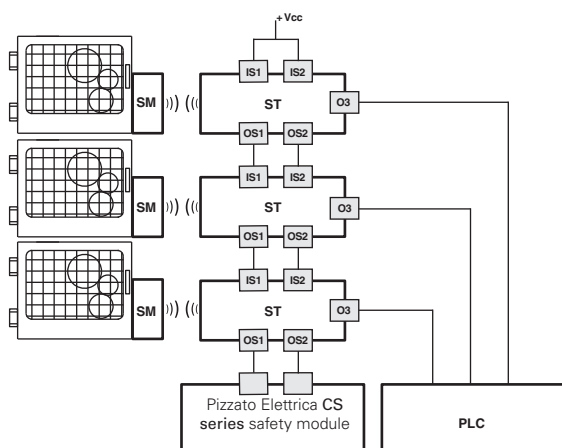 + Vcc
IS1 IS2
SM ST O3
OS1 OS2
IS1 IS2
SM ST O3
OS1 OS2
IS1 IS2
SM ST O3
OS1 OS2
Pizzato Elettrica CS
series safety module
PLC